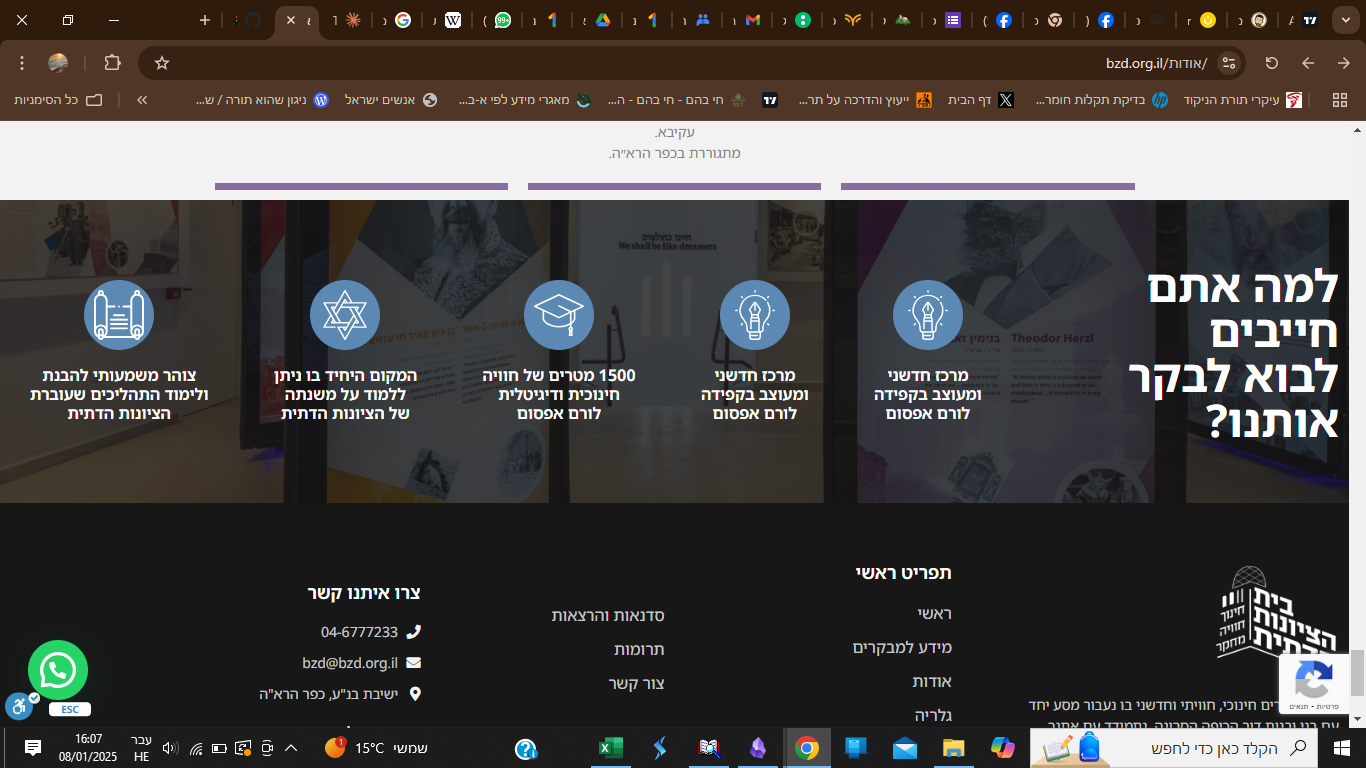 /אודות/bzd.org.il
עיקרי תורת הניקוד
בדיקת תקלות חומר...
דף הבית
ייעוץ והדרכה על תר...
חי בהם - חי בהם - ה...
מאגרי מידע לפי א-ב...
אנשים ישראל
ניגון שהוא תורה / ש...
כל הסימניות
עקיבא.
מתגוררת בכפר הרא״ה.
היינו כחולמים
We shall be like dreamers
Theodor Herzl
למה אתם
חייבים
לבוא לבקר
אותנו?
מרכז חדשני
ומעוצב בקפידה
לורם אפסום
מרכז חדשני
ומעוצב בקפידה
לורם אפסום
1500 מטרים של חוויה
חינוכית ודיגיטלית
לורם אפסום
המקום היחיד בו ניתן
ללמוד על משנתה
של הציונות הדתית
צוהר משמעותי להבנת
ולימוד התהליכים שעוברת
הציונות הדתית
בית
הציונות
הדתית
חינוך
חוויה
מחקר
תפריט ראשי
ראשי
מידע למבקרים
אודות
גלריה
סדנאות והרצאות
תרומות
צור קשר
צרו איתנו קשר
04-6777233
bzd@bzd.org.il
ישיבת בנ"ע, כפר הרא"ה
חינוכי, חוויתי וחדשני בו נעבור מסע יחד
פרטיות - תנאים
ESC
הקלד כאן כדי לחפש
15°C שמשי
עבר
HE
16:07
08/01/2025